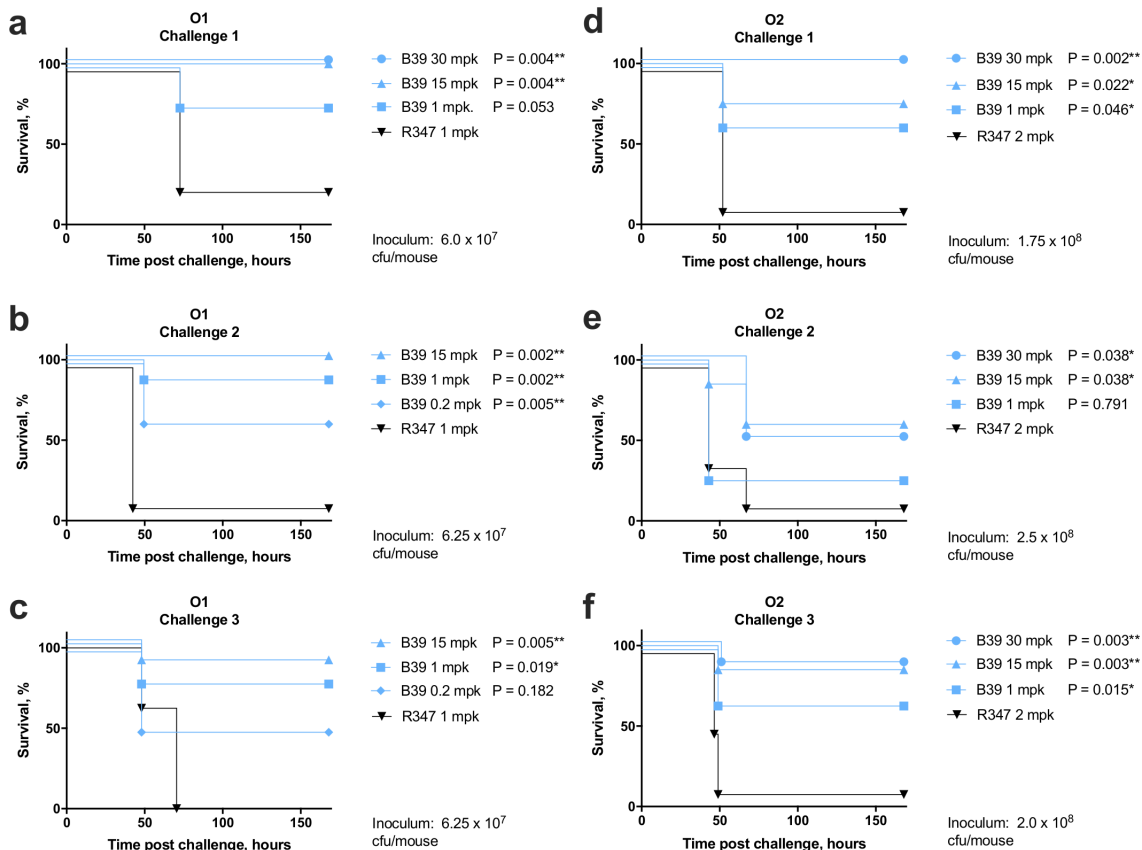 a
O1
Challenge 1
Survival, %
100
50
0
0 50 100 150
Time post challenge, hours
B39 30 mpk P = 0.004**
B39 15 mpk P = 0.004**
B39 1 mpk. P = 0.053
R347 1 mpk
Inoculum: 6.0 x 10⁷
cfu/mouse
d
O2
Challenge 1
Survival, %
100
50
0
0 50 100 150
Time post challenge, hours
B39 30 mpk P = 0.002**
B39 15 mpk P = 0.022*
B39 1 mpk P = 0.046*
R347 2 mpk
Inoculum: 1.75 x 10⁸
cfu/mouse
b
O1
Challenge 2
Survival, %
100
50
0
0 50 100 150
Time post challenge, hours
B39 15 mpk P = 0.002**
B39 1 mpk P = 0.002**
B39 0.2 mpk P = 0.005**
R347 1 mpk
Inoculum: 6.25 x 10⁷
cfu/mouse
e
O2
Challenge 2
Survival, %
100
50
0
0 50 100 150
Time post challenge, hours
B39 30 mpk P = 0.038*
B39 15 mpk P = 0.038*
B39 1 mpk P = 0.791
R347 2 mpk
Inoculum: 2.5 x 10⁸
cfu/mouse
c
O1
Challenge 3
Survival, %
100
50
0
0 50 100 150
Time post challenge, hours
B39 15 mpk P = 0.005**
B39 1 mpk P = 0.019*
B39 0.2 mpk P = 0.182
R347 1 mpk
Inoculum: 6.25 x 10⁷
cfu/mouse
f
O2
Challenge 3
Survival, %
100
50
0
0 50 100 150
Time post challenge, hours
B39 30 mpk P = 0.003**
B39 15 mpk P = 0.003**
B39 1 mpk P = 0.015*
R347 2 mpk
Inoculum: 2.0 x 10⁸
cfu/mouse